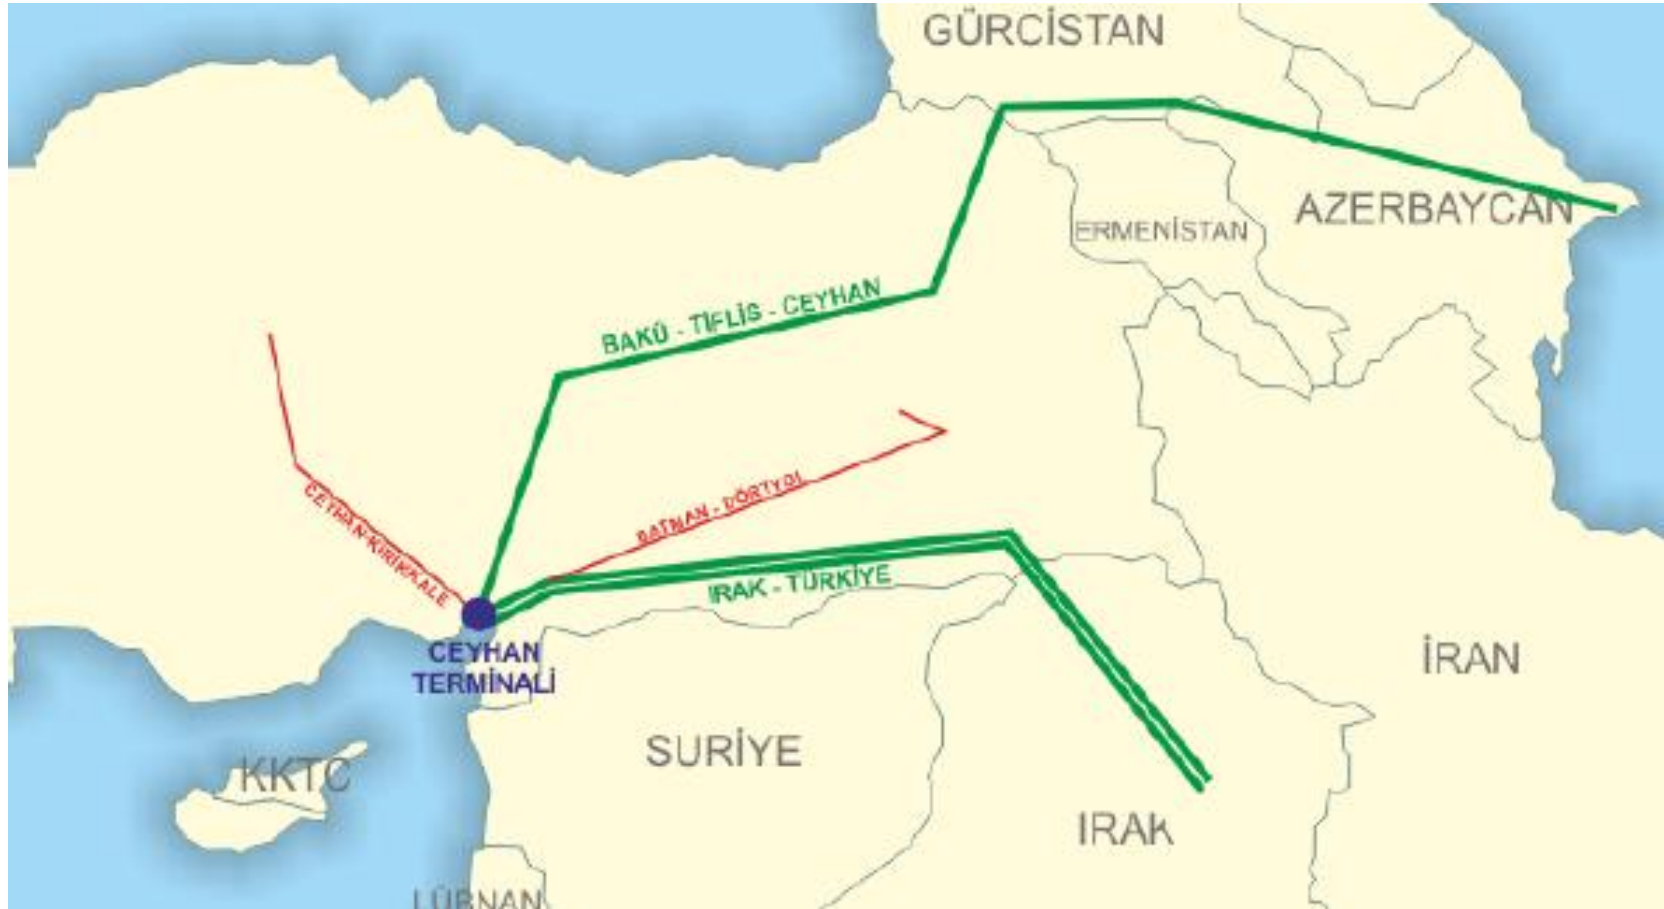 GÜRCİSTAN
AZERBAYCAN
ERMENİSTAN
BAKÜ - TİFLİS - CEYHAN
CEYHAN-KIRIKKALE
BATMAN - DÖRTYOL
IRAK - TÜRKİYE
CEYHAN
TERMİNALİ
İRAN
SURİYE
KKTC
IRAK
LÜBNAN